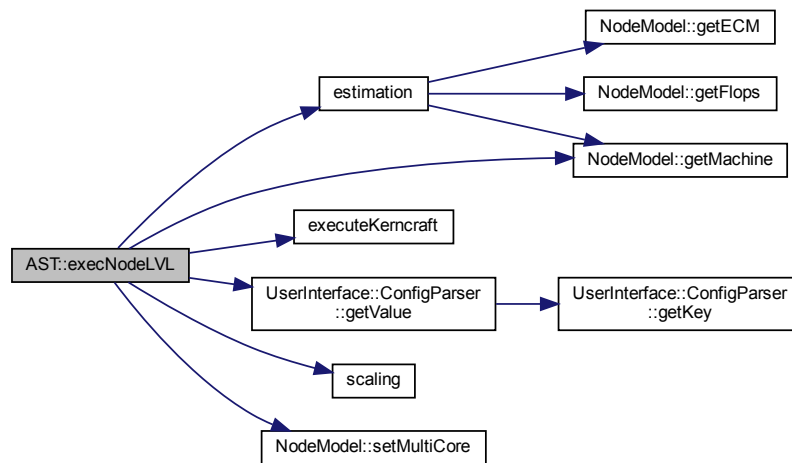 NodeModel::getECM
estimation
NodeModel::getFlops
NodeModel::getMachine
executeKerncraft
AST::execNodeLVL
UserInterface::ConfigParser
::getValue
UserInterface::ConfigParser
::getKey
scaling
NodeModel::setMultiCore